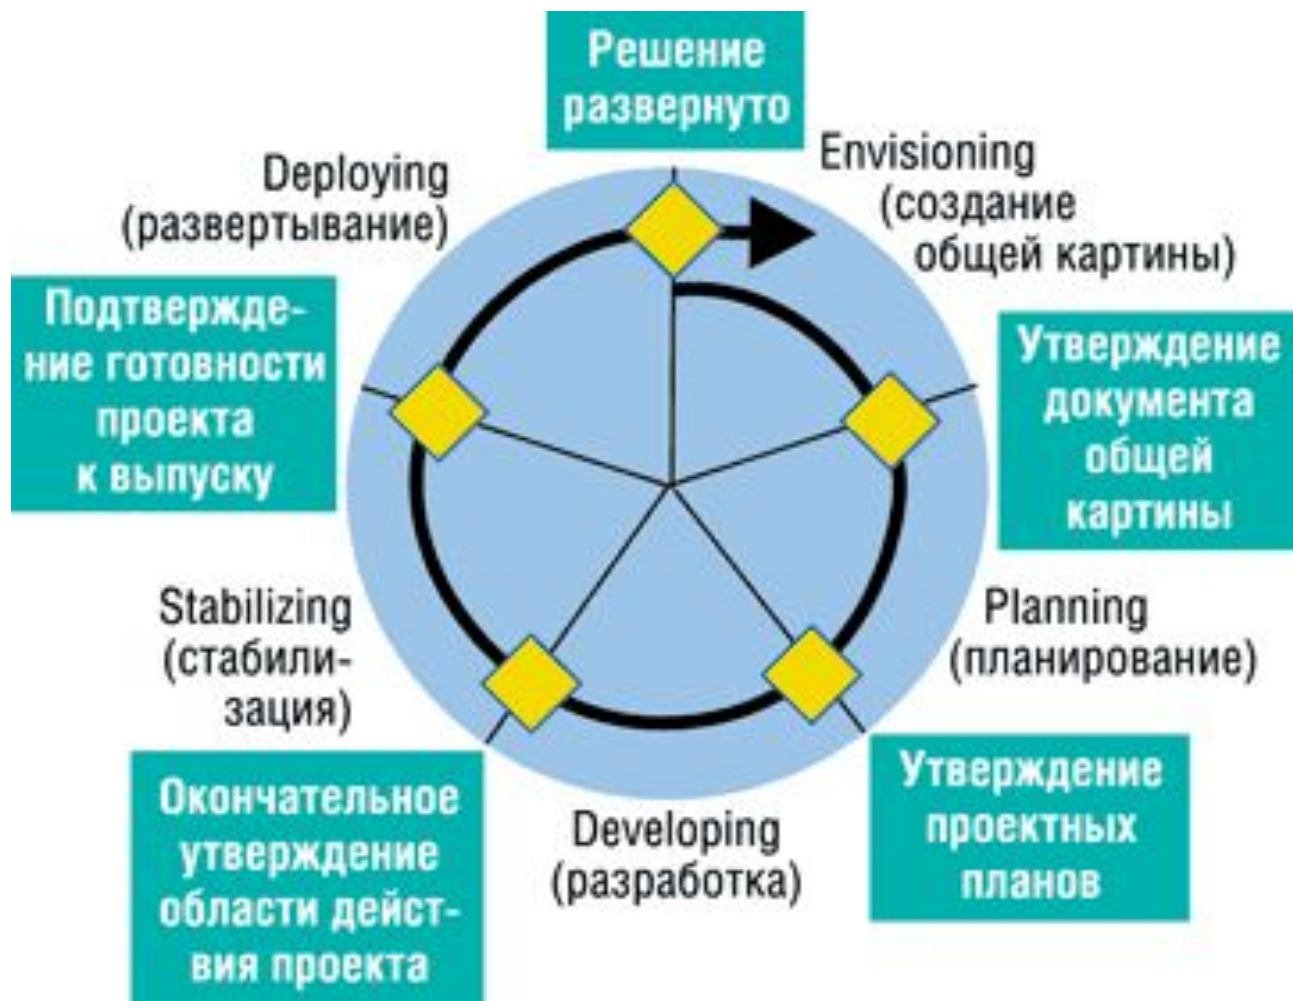 Решение
развернуто
Envisioning
(создание
общей картины)
Утверждение
документа
общей
картины
Planning
(планирование)
Утверждение
проектных
планов
Developing
(разработка)
Окончательное
утверждение
области дейст-
вия проекта
Stabilizing
(стабили-
зация)
Подтвержде-
ние готовности
проекта
к выпуску
Deploying
(развертывание)